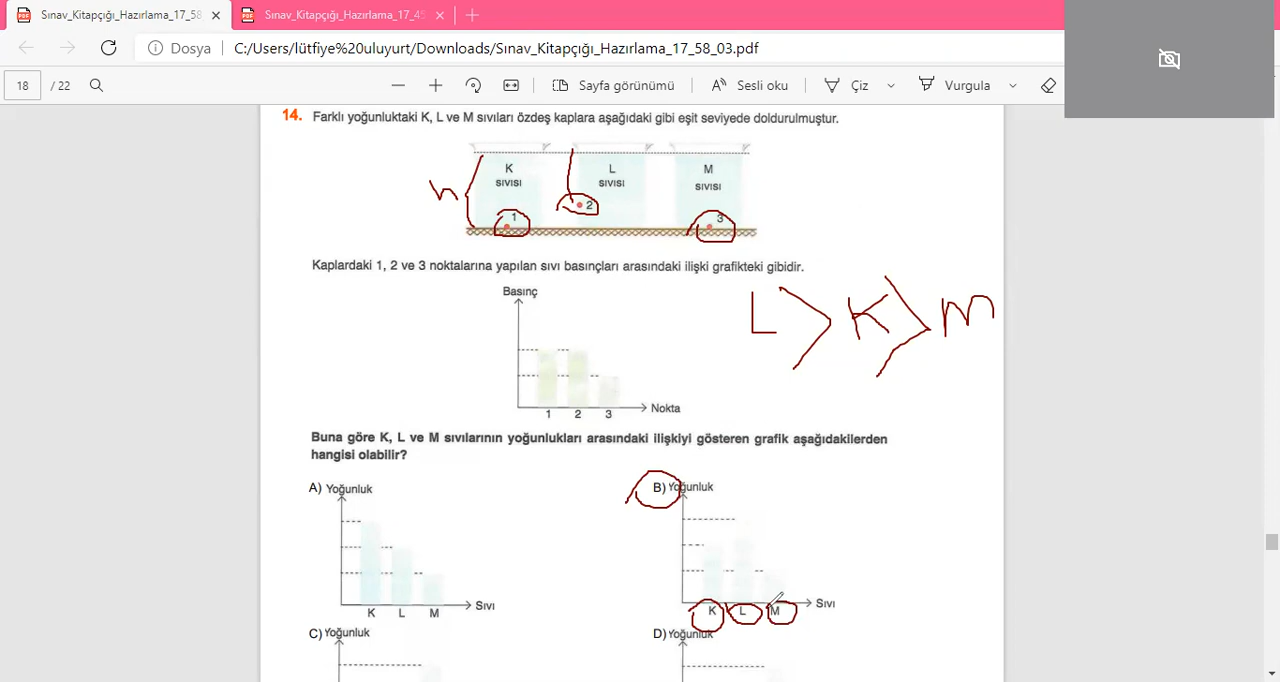 Sınav_Kitapçığı_Hazırlama_17_58
Sınav_Kitapçığı_Hazırlama_17_45
Dosya
C:/Users/lütfiye%20uluyurt/Downloads/Sınav_Kitapçığı_Hazırlama_17_58_03.pdf
18 / 22
Sayfa görünümü
Sesli oku
Çiz
Vurgula
14. Farklı yoğunluktaki K, L ve M sıvıları özdeş kaplara aşağıdaki gibi eşit seviyede doldurulmuştur.
K L M
SIVISI SIVISI SIVISI
h
1 2 3
Kaplardaki 1, 2 ve 3 noktalarına yapılan sıvı basınçları arasındaki ilişki grafikteki gibidir.
Basınç
L > K > M
1 2 3 Nokta
Buna göre K, L ve M sıvılarının yoğunlukları arasındaki ilişkiyi gösteren grafik aşağıdakilerden
hangisi olabilir?
A) Yoğunluk
K L M Sıvı
B) Yoğunluk
K L M Sıvı
C) Yoğunluk
D) Yoğunluk